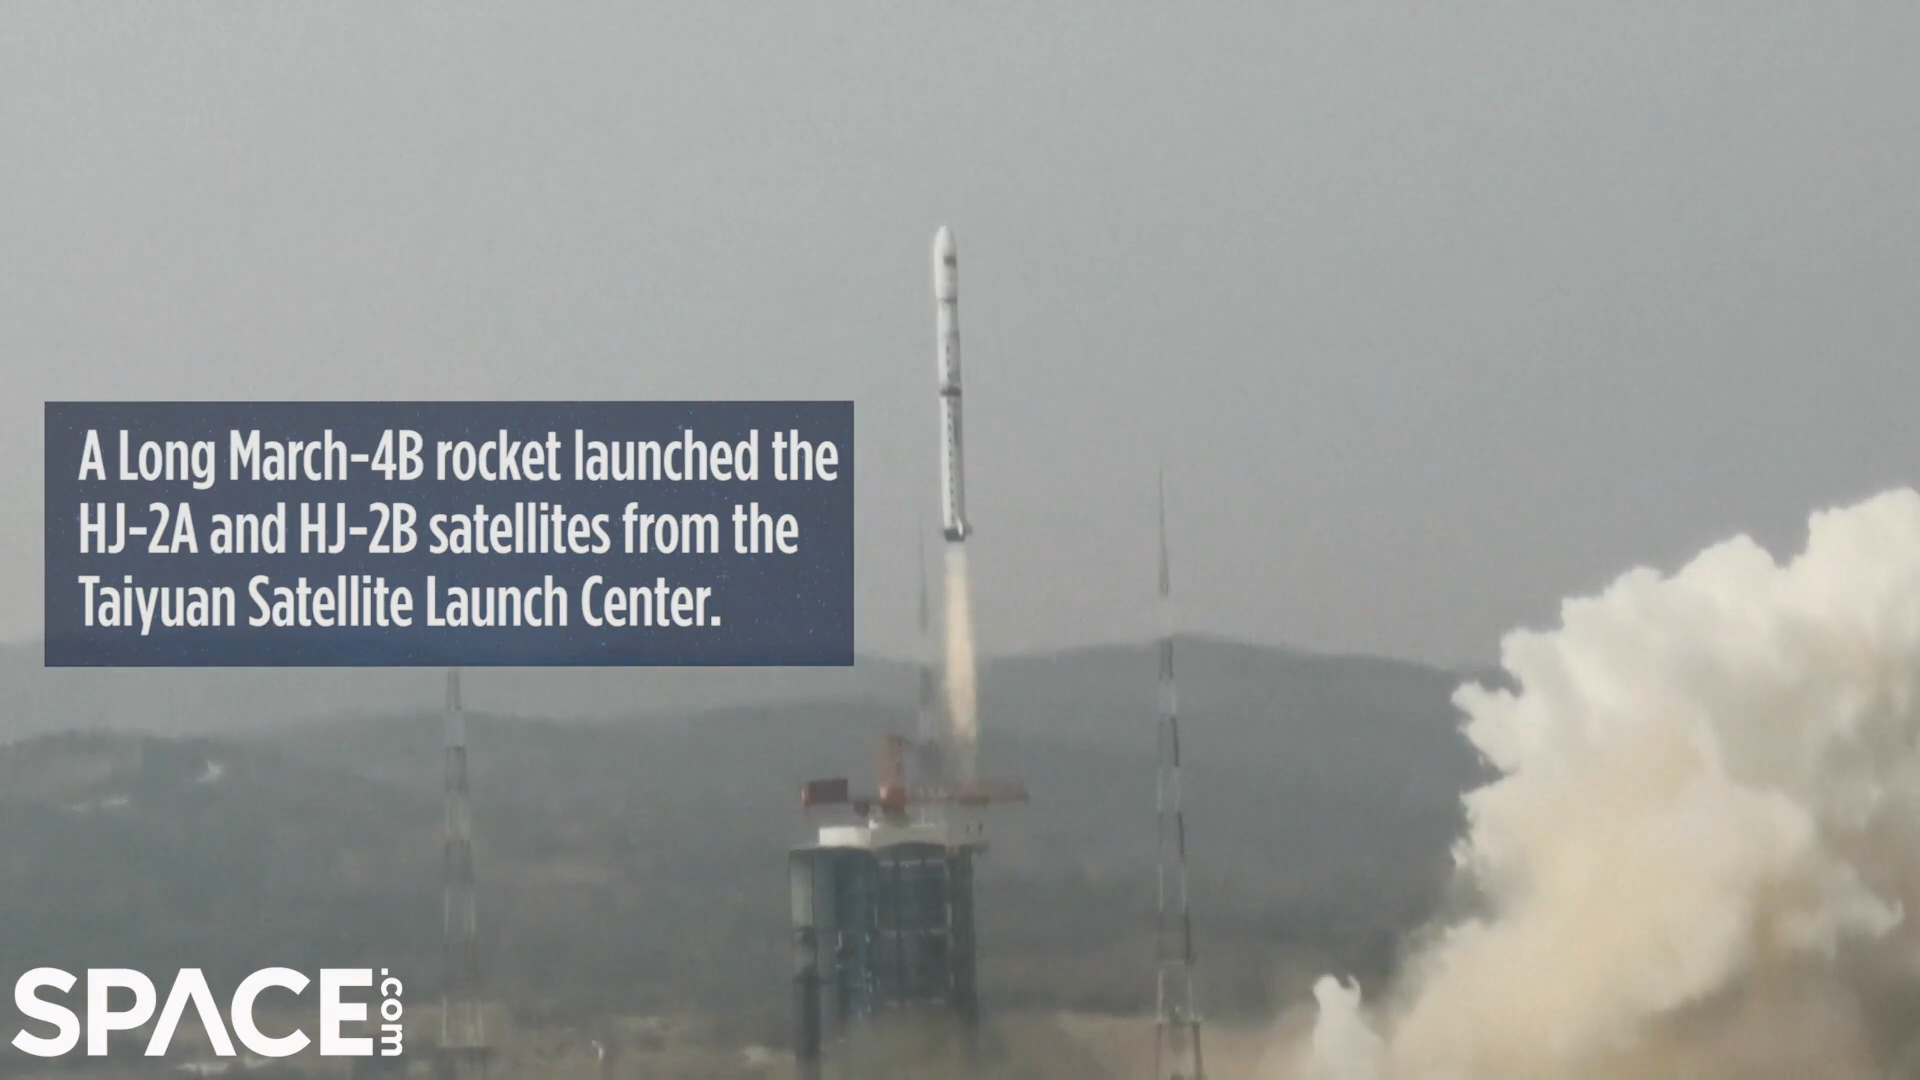 A Long March-4B rocket launched the
HJ-2A and HJ-2B satellites from the
Taiyuan Satellite Launch Center.
SPACE.com